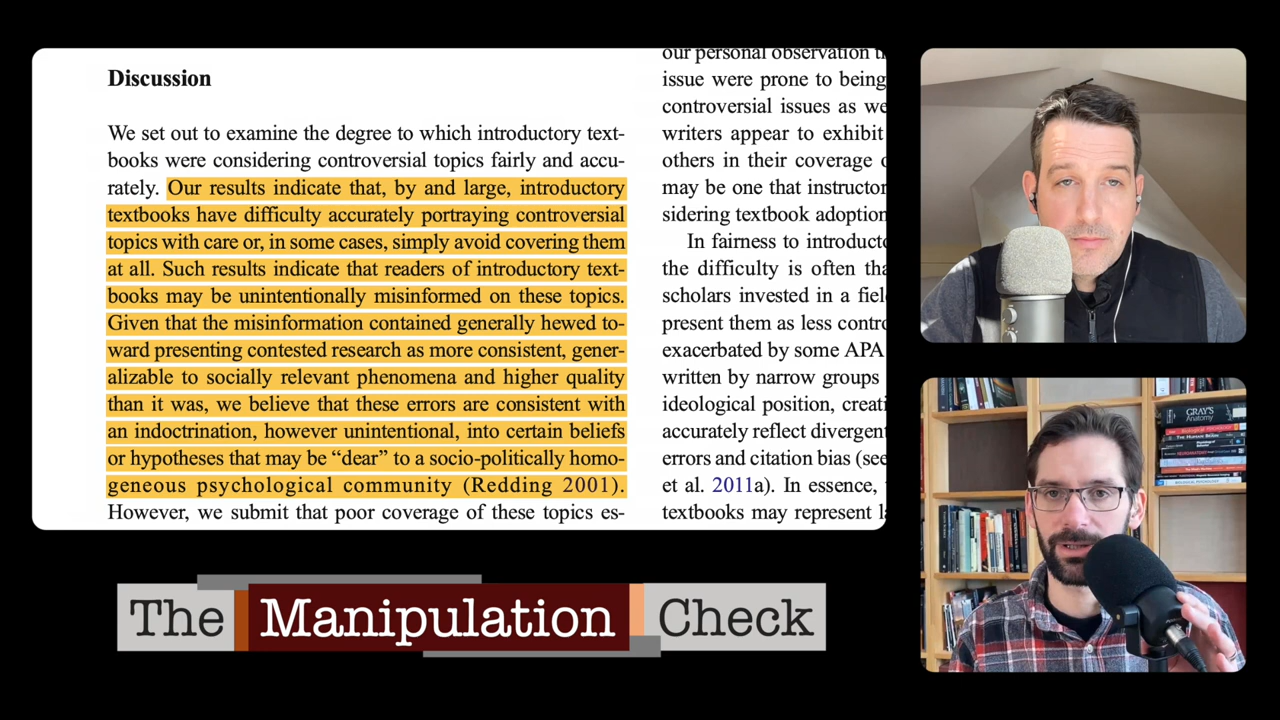 Discussion
We set out to examine the degree to which introductory text-
books were considering controversial topics fairly and accu-
rately. Our results indicate that, by and large, introductory
textbooks have difficulty accurately portraying controversial
topics with care or, in some cases, simply avoid covering them
at all. Such results indicate that readers of introductory text-
books may be unintentionally misinformed on these topics.
Given that the misinformation contained generally hewed to-
ward presenting contested research as more consistent, gener-
alizable to socially relevant phenomena and higher quality
than it was, we believe that these errors are consistent with
an indoctrination, however unintentional, into certain beliefs
or hypotheses that may be “dear” to a socio-politically homo-
geneous psychological community (Redding 2001).
However, we submit that poor coverage of these topics es-
our personal observation
issue were prone to being
controversial issues as we
writers appear to exhibit
others in their coverage
may be one that instructor
sidering textbook adoption
In fairness to introducto
the difficulty is often tha
scholars invested in a fiel
present them as less contro
exacerbated by some APA
written by narrow groups
ideological position, creati
accurately reflect divergent
errors and citation bias (see
et al. 2011a). In essence,
textbooks may represent
The Manipulation Check
GRAY'S
Anatomy